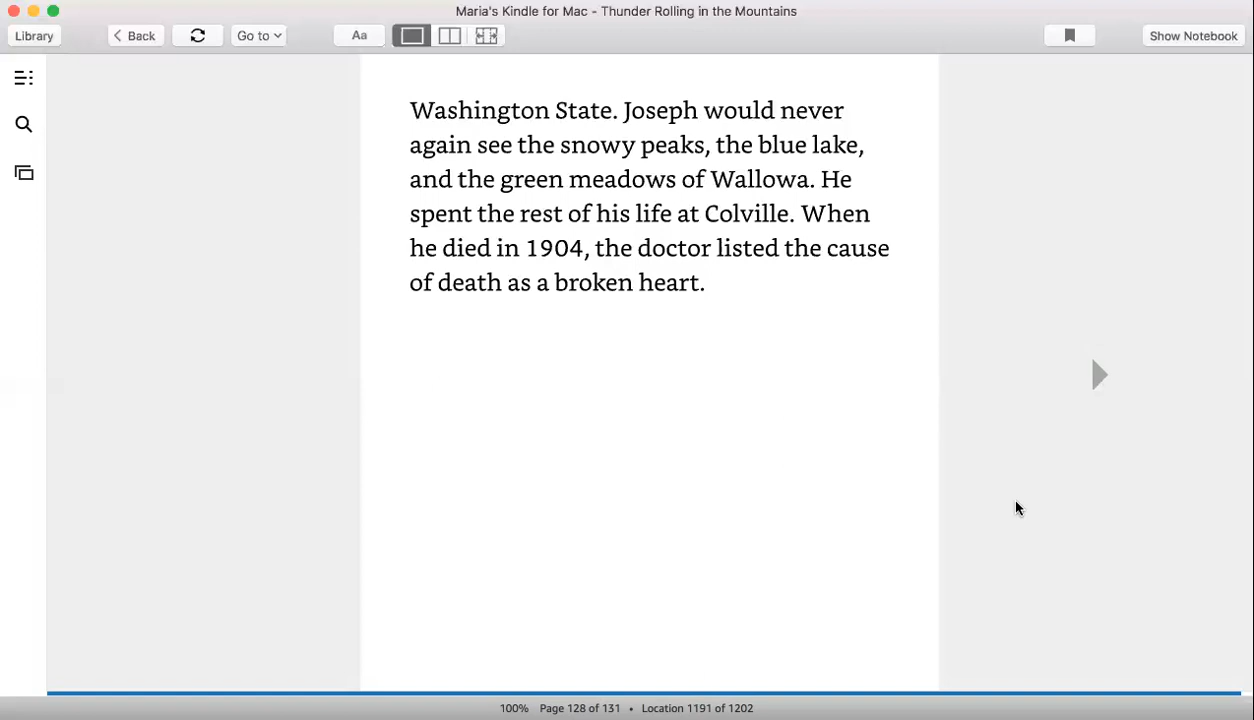 Maria's Kindle for Mac - Thunder Rolling in the Mountains
Library Back Go to Aa Show Notebook
Washington State. Joseph would never
again see the snowy peaks, the blue lake,
and the green meadows of Wallowa. He
spent the rest of his life at Colville. When
he died in 1904, the doctor listed the cause
of death as a broken heart.
100% Page 128 of 131 • Location 1191 of 1202